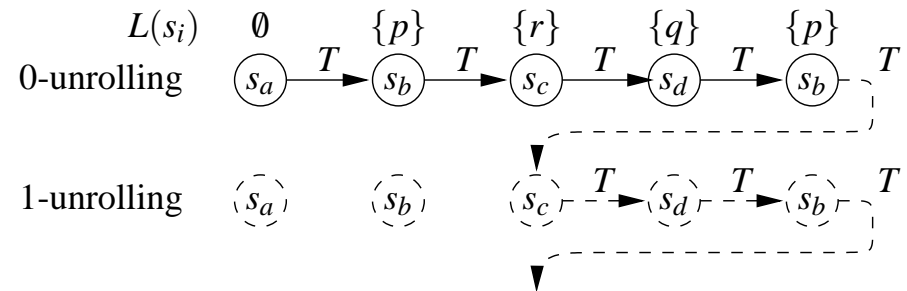 L(s_i) ∅ {p} {r} {q} {p}
0-unrolling s_a T s_b T s_c T s_d T s_b T
1-unrolling s_a s_b s_c T s_d T s_b T